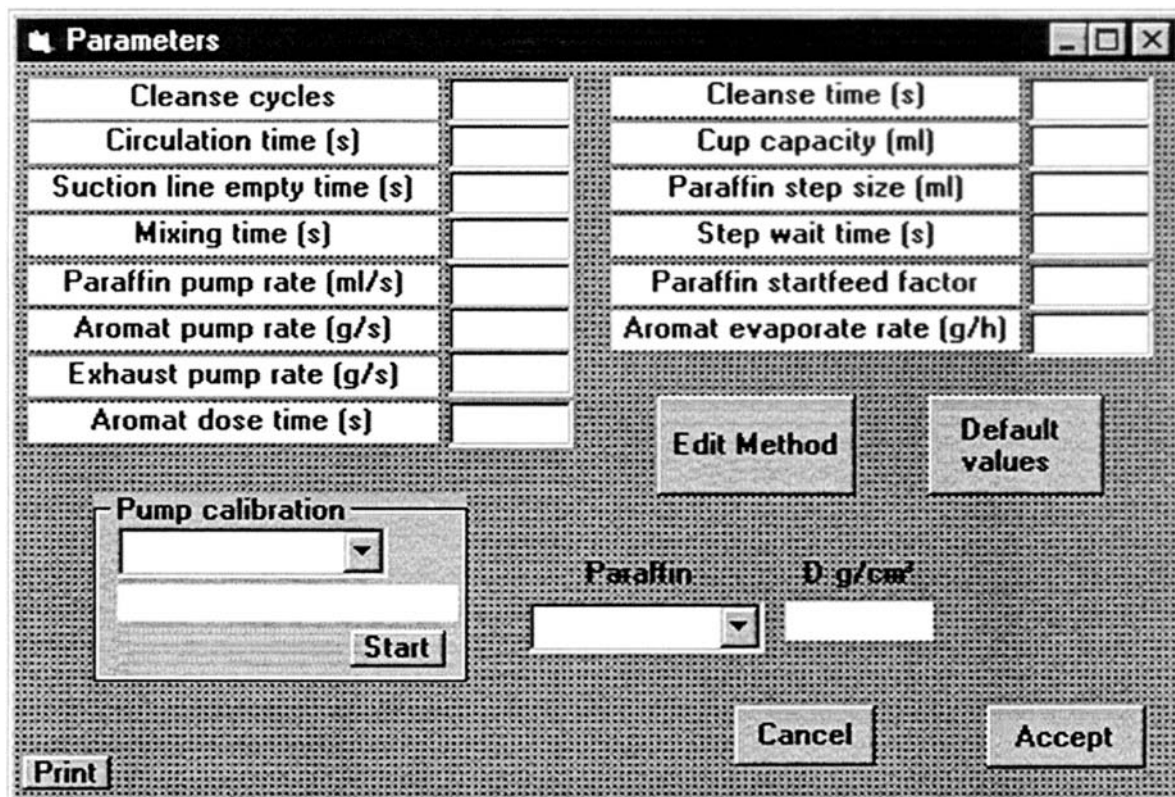 Parameters
Cleanse cycles
Circulation time (s)
Suction line empty time (s)
Mixing time (s)
Paraffin pump rate (ml/s)
Aromat pump rate (g/s)
Exhaust pump rate (g/s)
Aromat dose time (s)
Cleanse time (s)
Cup capacity (ml)
Paraffin step size (ml)
Step wait time (s)
Paraffin startfeed factor
Aromat evaporate rate (g/h)
Edit Method
Default
values
Pump calibration
Start
Paraffin
D g/cm³
Cancel
Accept
Print